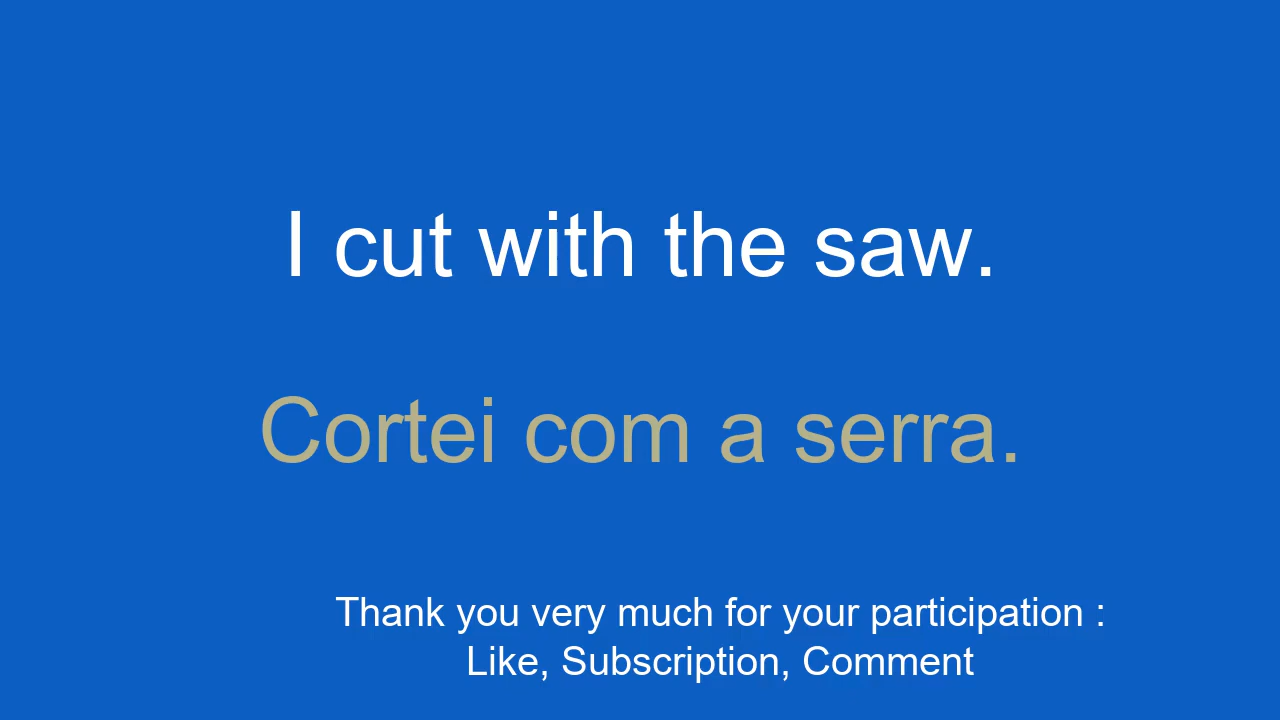 I cut with the saw.
Cortei com a serra.
Thank you very much for your participation :
Like, Subscription, Comment